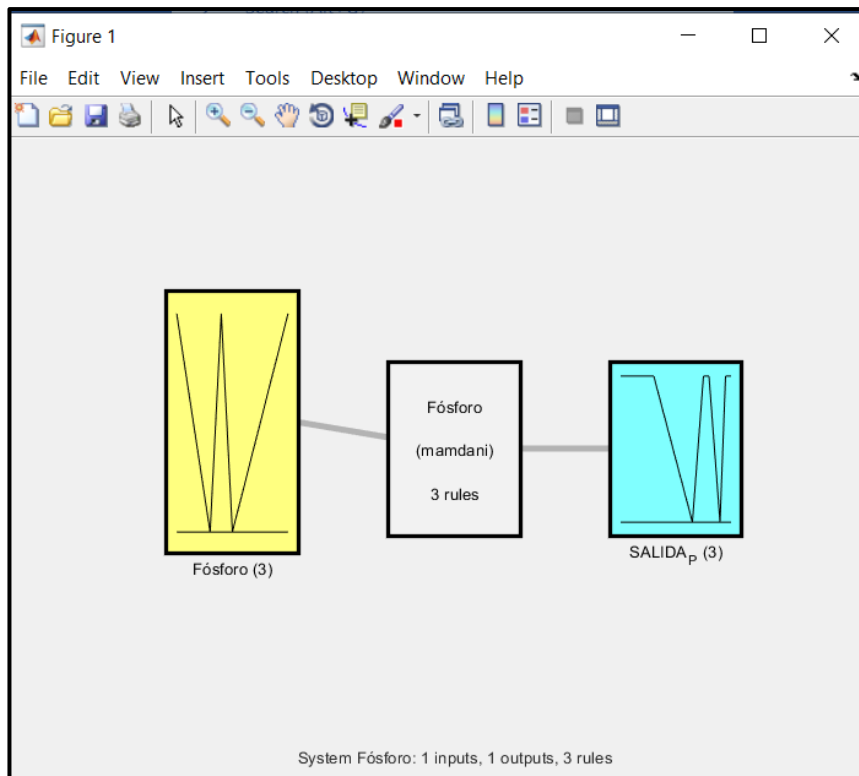 Figure 1
File Edit View Insert Tools Desktop Window Help
Fósforo
(mamdani)
3 rules
Fósforo (3)
SALIDA_P (3)
System Fósforo: 1 inputs, 1 outputs, 3 rules